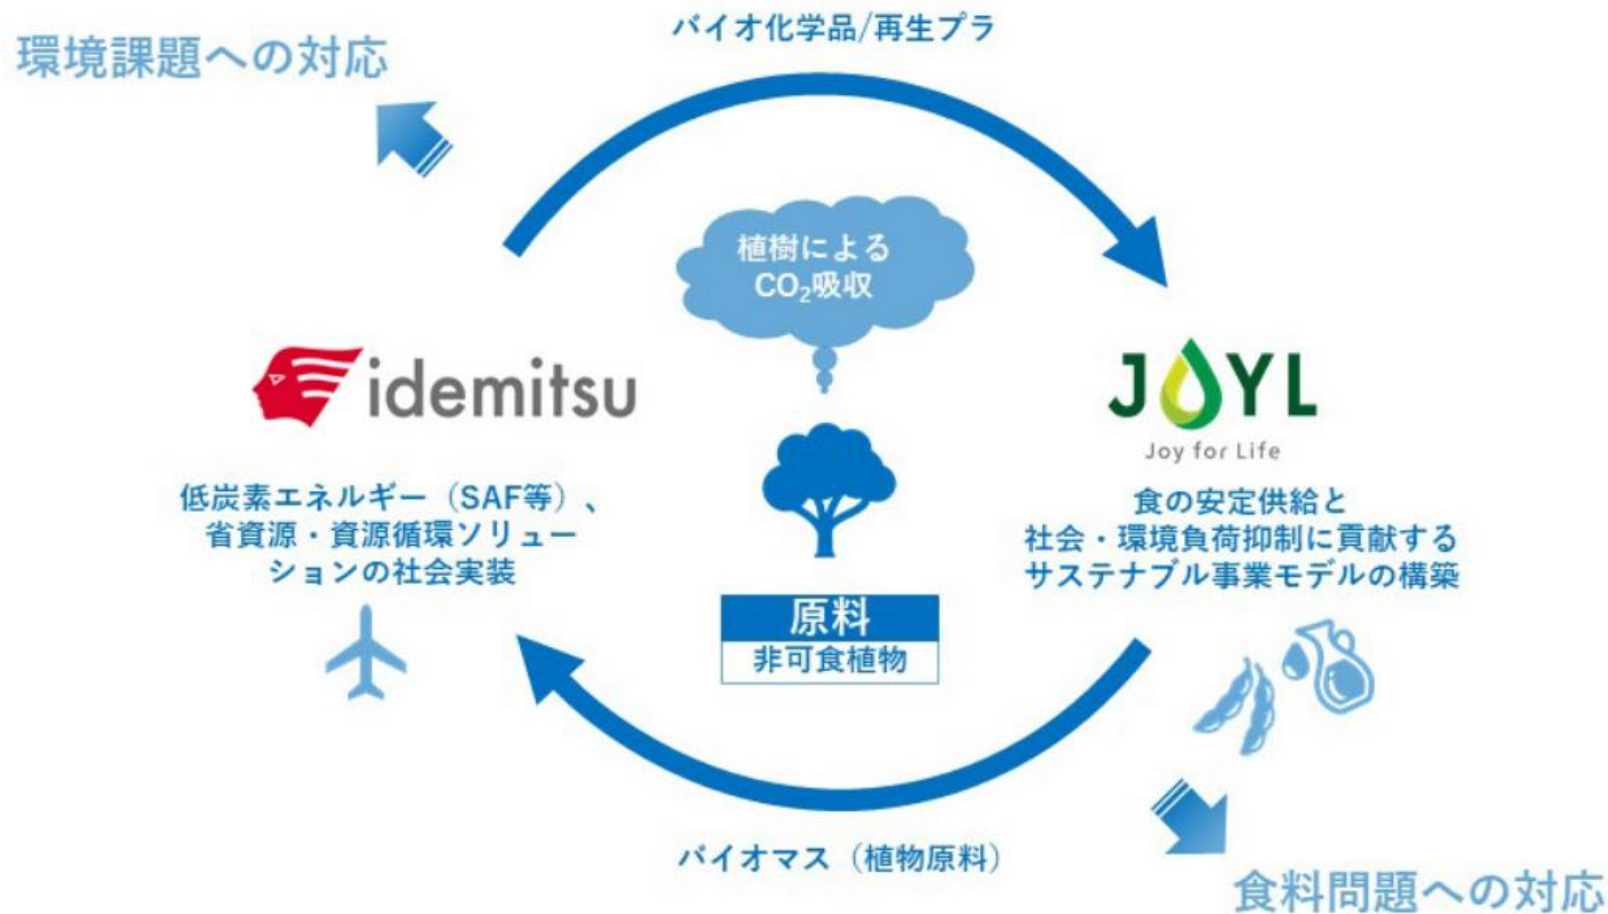 バイオ化学品/再生プラ
環境課題への対応
植樹による
CO₂吸収
idemitsu
JOYL
Joy for Life
低炭素エネルギー（SAF等）、
省資源・資源循環ソリュー
ションの社会実装
食の安定供給と
社会・環境負荷抑制に貢献する
サステナブル事業モデルの構築
原料
非可食植物
バイオマス（植物原料）
食料問題への対応